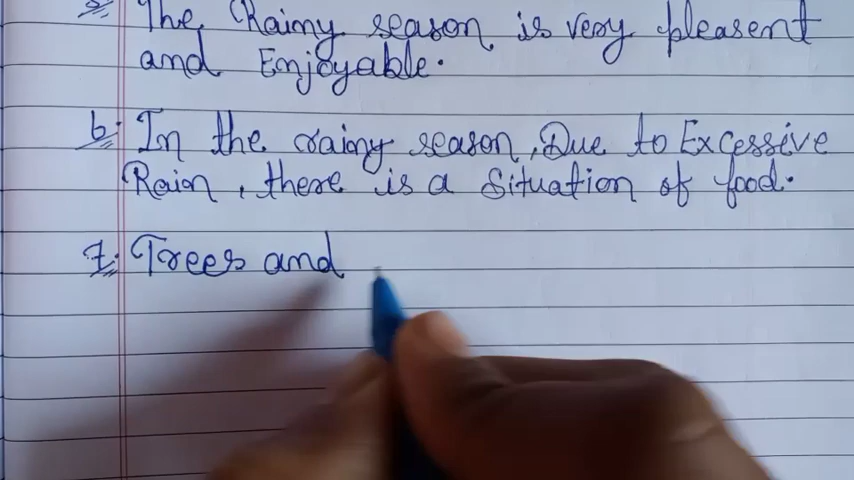 The Rainy season is very pleasent
and Enjoyable.
6. In the rainy season, Due to Excessive
Rain, there is a Situation of food.
7. Trees and